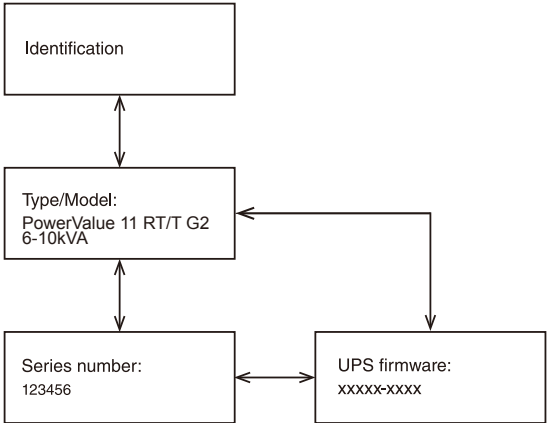 Identification
Type/Model:
PowerValue 11 RT/T G2
6-10kVA
Series number:
123456
UPS firmware:
xxxxx-xxxx